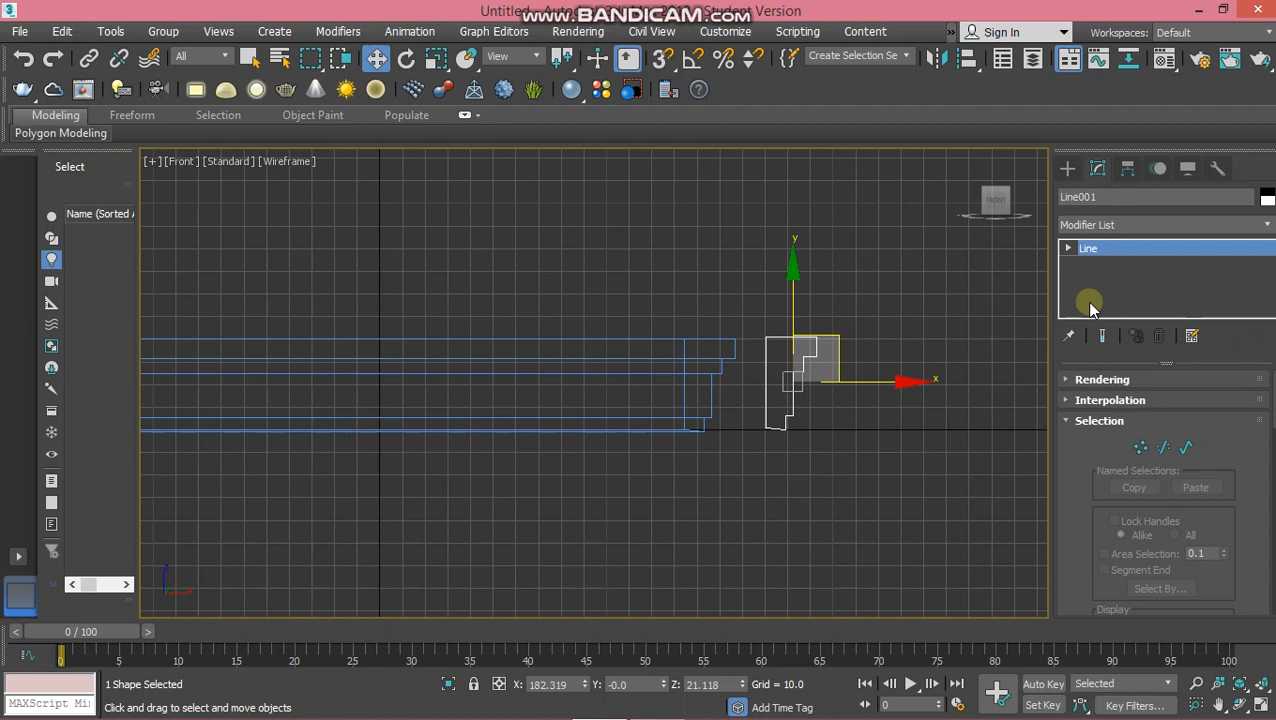 Untitled - Autodesk 3
Student Version
www.BANDICAM.com
File Edit Tools Group Views Create Modifiers Animation Graph Editors Rendering Civil View Customize Scripting Content » Sign In Workspaces: Default
All View Create Selection Se
Modeling Freeform Selection Object Paint Populate
Polygon Modeling
Select
Name (Sorted A
[+] [Front] [Standard] [Wireframe]
FRONT
y
x
z
Line001
Modifier List
Line
Rendering
Interpolation
Selection
Named Selections:
Copy Paste
Lock Handles
Alike All
Area Selection: 0.1
Segment End
Select By...
Display
< 0 / 100 >
0 5 10 15 20 25 30 35 40 45 50 55 60 65 70 75 80 85 90 95 100
1 Shape Selected X: 182.319 Y: -0.0 Z: 21.118 Grid = 10.0 Auto Key Selected
MAXScript Mi Click and drag to select and move objects Add Time Tag 0 Set Key Key Filters...